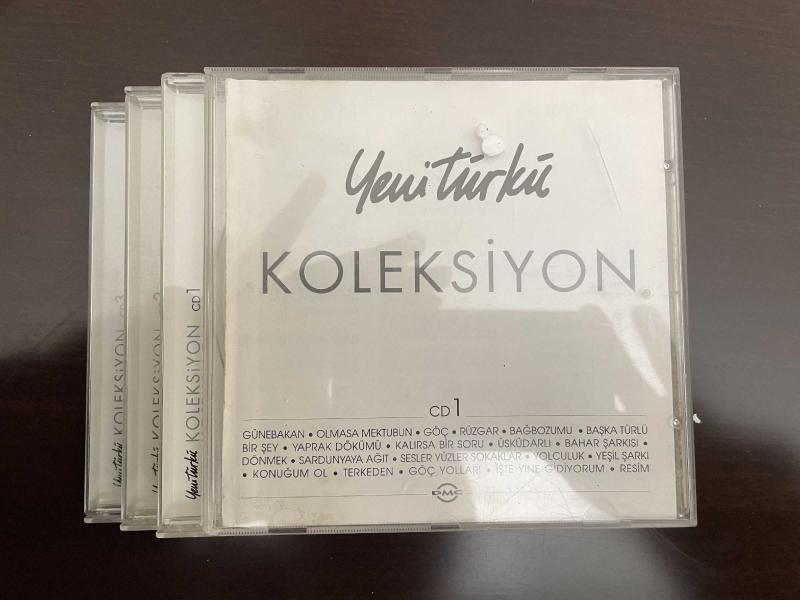 Yeni Türkü
KOLEKSİYON
CD 1
GÜNEBAKAN • OLMASA MEKTUBUN • GÖÇ • RÜZGAR • BAĞBOZUMU • BAŞKA TÜRLÜ
BİR ŞEY • YAPRAK DÖKÜMÜ • KALIRSA BİR SORU • ÜSKÜDARLI • BAHAR ŞARKISI •
DÖNMEK • SARDUNYAYA AĞIT • SESLER YÜZLER SOKAKLAR • YOLCULUK • YEŞİL ŞARKI
• KONUĞUM OL • TERKEDEN • GÖÇ YOLLARI • İŞTE YİNE GİDİYORUM • RESİM
DMC
Yeni Türkü KOLEKSİYON CD 1
KOLEKSİYON 2
Yeni Türkü KOLEKSİYON CD 3